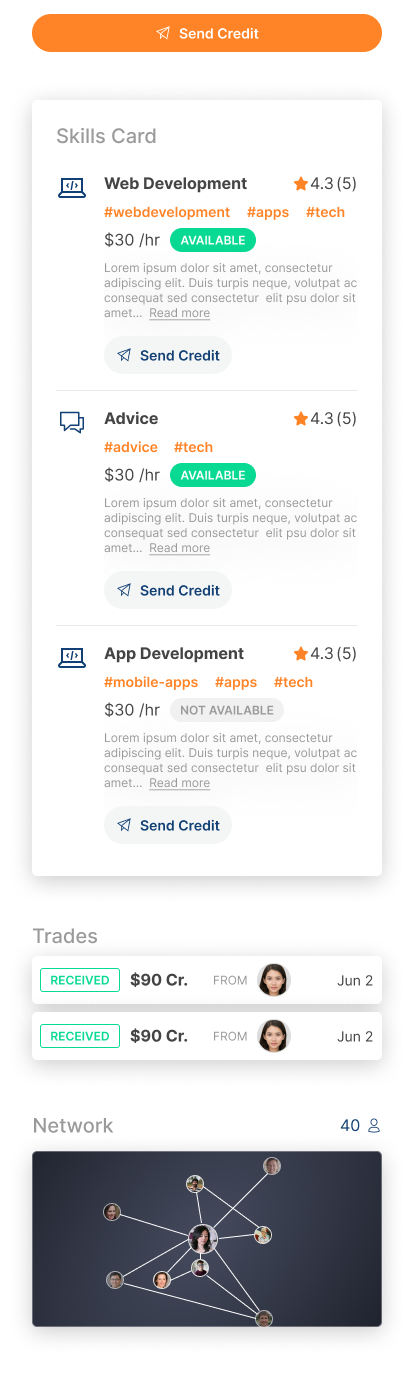 Send Credit
Skills Card
Web Development 4.3 (5)
#webdevelopment #apps #tech
$30 /hr AVAILABLE
Lorem ipsum dolor sit amet, consectetur
adipiscing elit. Duis turpis neque, volutpat ac
consequat sed consectetur elit psu dolor sit
amet... Read more
Send Credit
Advice 4.3 (5)
#advice #tech
$30 /hr AVAILABLE
Lorem ipsum dolor sit amet, consectetur
adipiscing elit. Duis turpis neque, volutpat ac
consequat sed consectetur elit psu dolor sit
amet... Read more
Send Credit
App Development 4.3 (5)
#mobile-apps #apps #tech
$30 /hr NOT AVAILABLE
Lorem ipsum dolor sit amet, consectetur
adipiscing elit. Duis turpis neque, volutpat ac
consequat sed consectetur elit psu dolor sit
amet... Read more
Send Credit
Trades
RECEIVED $90 Cr. FROM Jun 2
RECEIVED $90 Cr. FROM Jun 2
Network 40